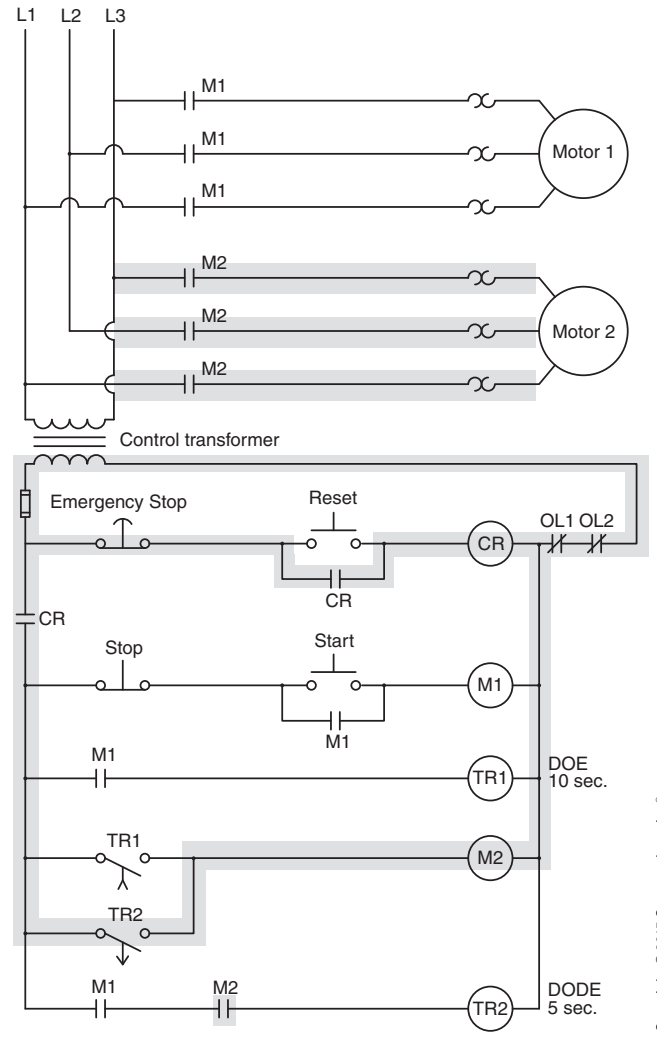 L1 L2 L3
M1
M1
Motor 1
M1
M2
M2
Motor 2
M2
Control transformer
Emergency Stop
Reset
CR
OL1 OL2
CR
CR
Stop
Start
M1
M1
M1
TR1
DOE
10 sec.
TR1
M2
TR2
M1
M2
TR2
DODE
5 sec.